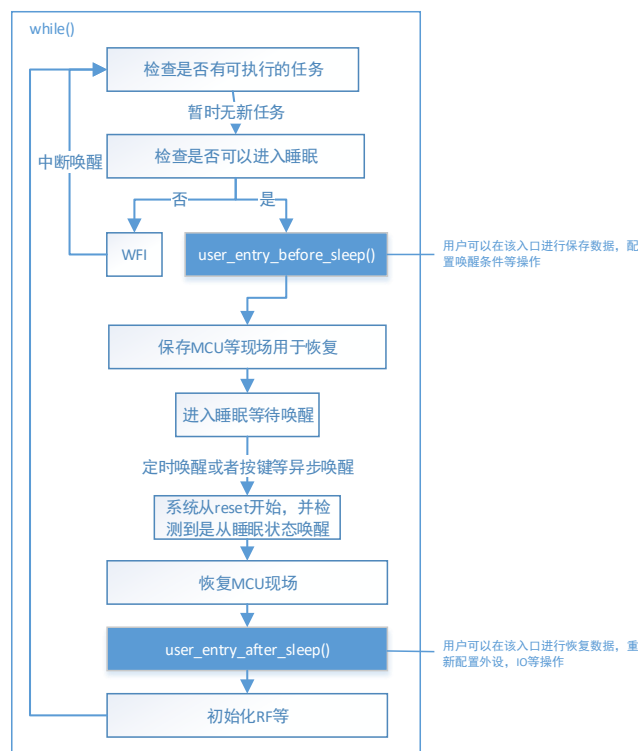 while()
检查是否有可执行的任务
暂时无新任务
中断唤醒
检查是否可以进入睡眠
否
是
WFI
user_entry_before_sleep()
用户可以在该入口进行保存数据，配
置唤醒条件等操作
保存MCU等现场用于恢复
进入睡眠等待唤醒
定时唤醒或者按键等异步唤醒
系统从reset开始，并检
测到是从睡眠状态唤醒
恢复MCU现场
user_entry_after_sleep()
用户可以在该入口进行恢复数据，重
新配置外设，IO等操作
初始化RF等